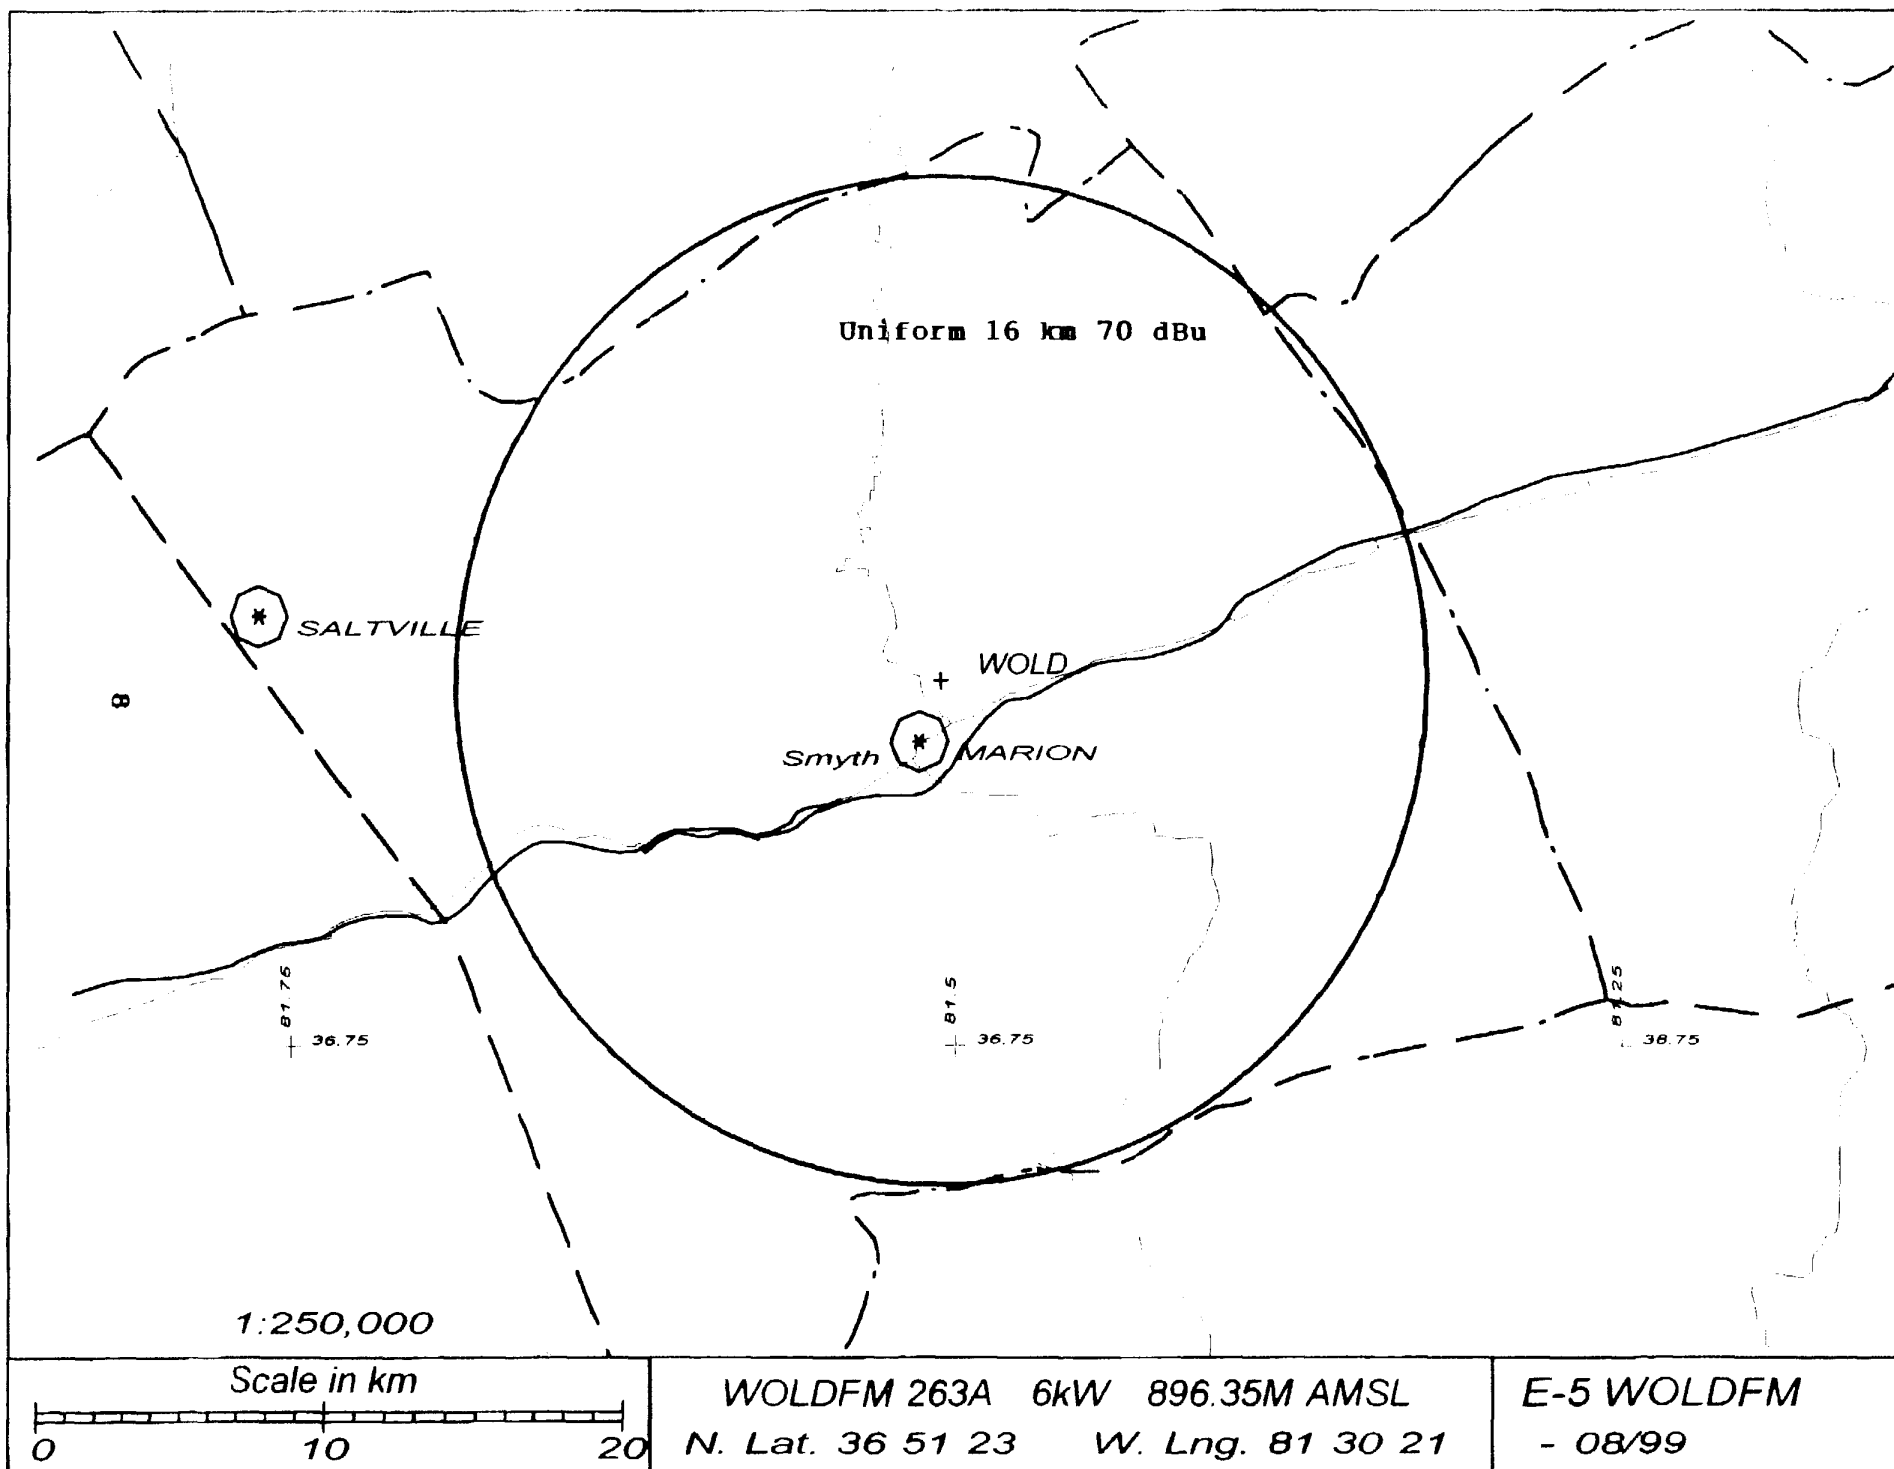 Uniform 16 km 70 dBu
SALTVILLE
WOLD
8
Smyth
MARION
81.75
36.75
81.5
36.75
81.25
36.75
1:250,000
Scale in km
0 10 20
WOLDFM 263A 6kW 896.35M AMSL
N. Lat. 36 51 23 W. Lng. 81 30 21
E-5 WOLDFM
- 08/99